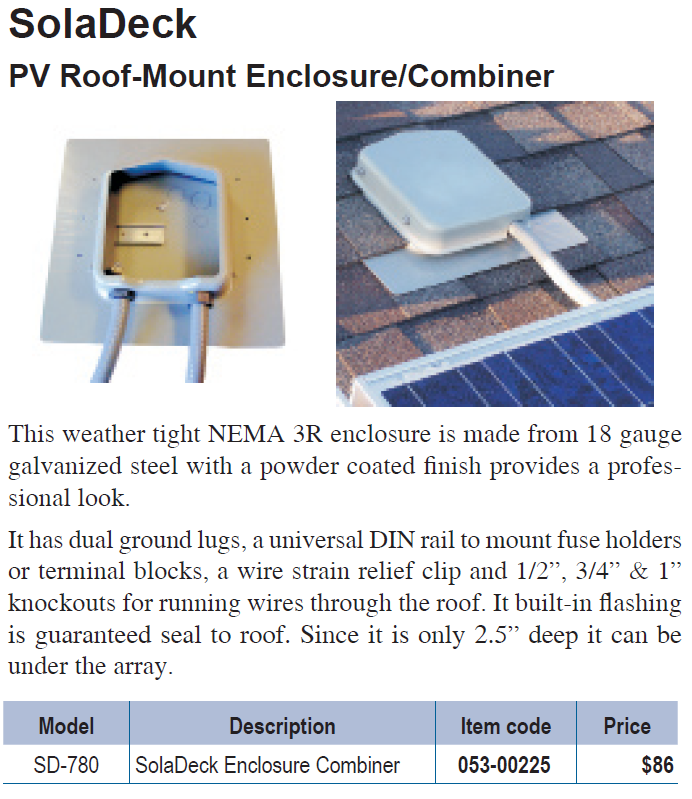 SolaDeck
PV Roof-Mount Enclosure/Combiner
This weather tight NEMA 3R enclosure is made from 18 gauge
galvanized steel with a powder coated finish provides a profes-
sional look.
It has dual ground lugs, a universal DIN rail to mount fuse holders
or terminal blocks, a wire strain relief clip and 1/2”, 3/4” & 1”
knockouts for running wires through the roof. It built-in flashing
is guaranteed seal to roof. Since it is only 2.5” deep it can be
under the array.
Model Description Item code Price
SD-780 SolaDeck Enclosure Combiner 053-00225 $86